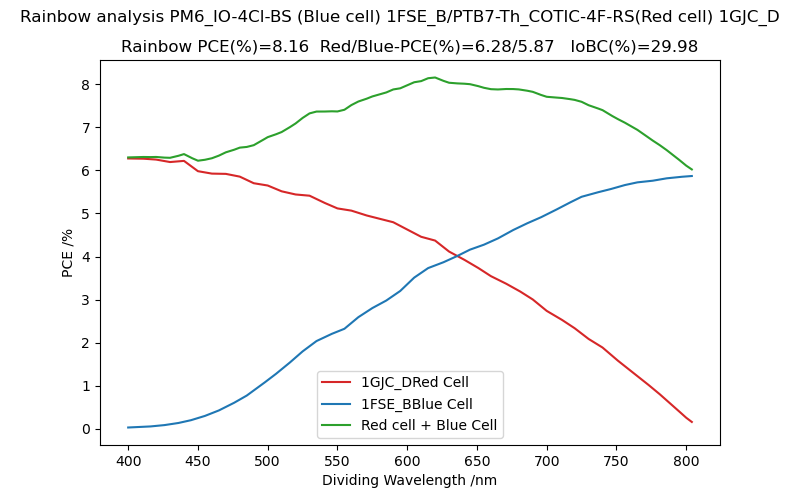 Rainbow analysis PM6_IO-4Cl-BS (Blue cell) 1FSE_B/PTB7-Th_COTIC-4F-RS(Red cell) 1GJC_D
Rainbow PCE(%)=8.16  Red/Blue-PCE(%)=6.28/5.87   IoBC(%)=29.98
PCE /%
8
7
6
5
4
3
2
1
0
1GJC_DRed Cell
1FSE_BBlue Cell
Red cell + Blue Cell
400 450 500 550 600 650 700 750 800
Dividing Wavelength /nm